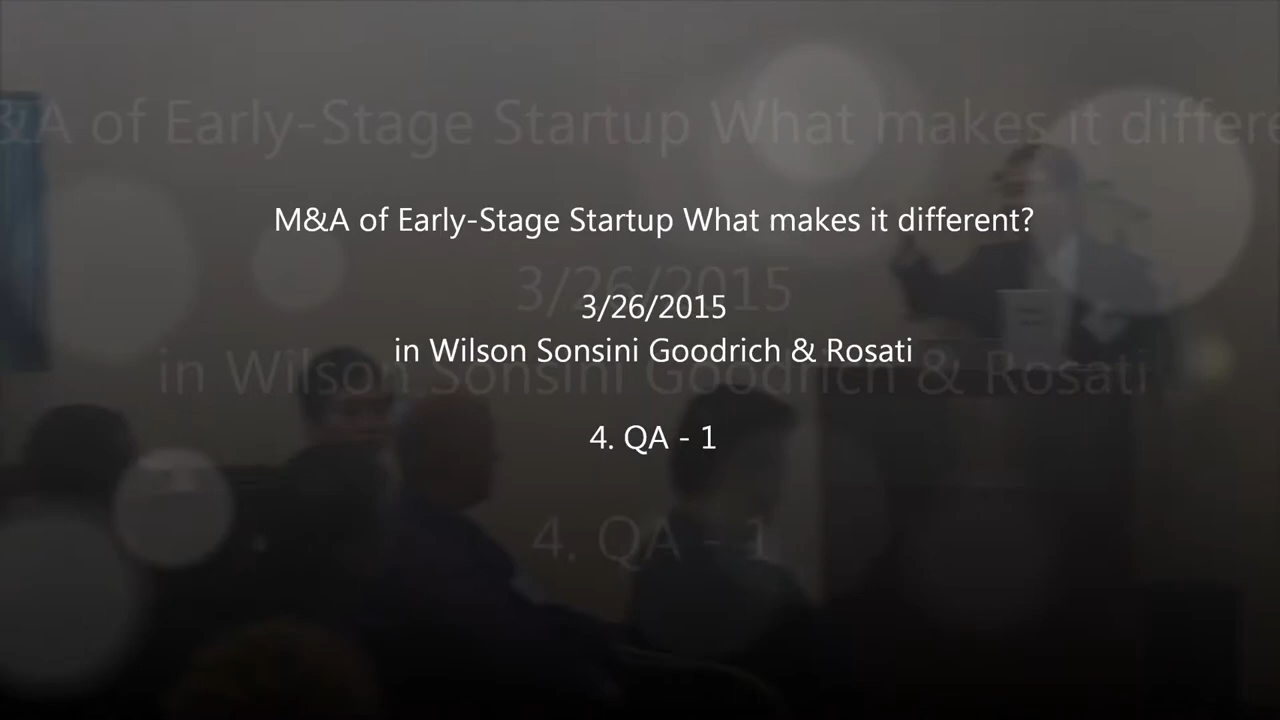 M&A of Early-Stage Startup What makes it different?
3/26/2015
in Wilson Sonsini Goodrich & Rosati
4. QA - 1